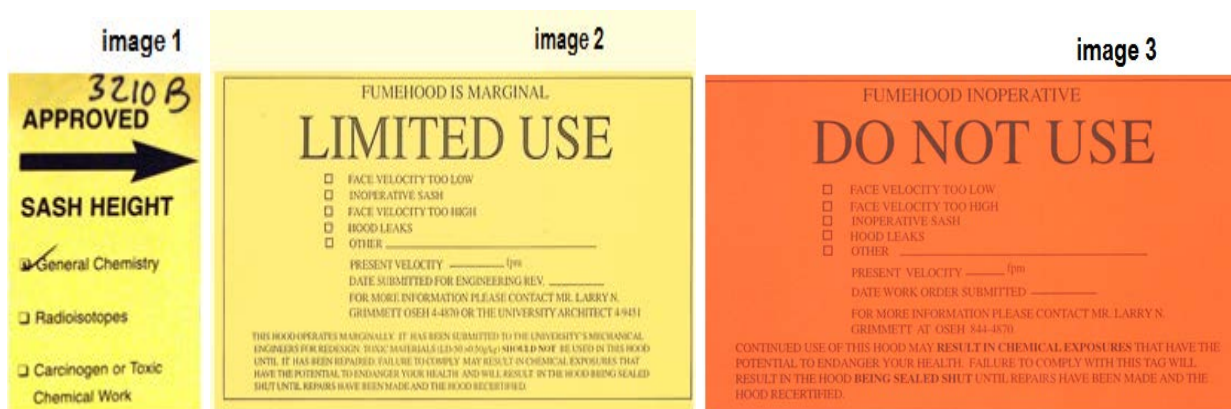 image 1
3210 B
APPROVED
SASH HEIGHT
General Chemistry
Radioisotopes
Carcinogen or Toxic
Chemical Work
image 2
FUMEHOOD IS MARGINAL
LIMITED USE
FACE VELOCITY TOO LOW
INOPERATIVE SASH
FACE VELOCITY TOO HIGH
HOOD LEAKS
OTHER
PRESENT VELOCITY fpm
DATE SUBMITTED FOR ENGINEERING REV.
FOR MORE INFORMATION PLEASE CONTACT MR. LARRY N.
GRIMMETT OSEH 4-4870 OR THE UNIVERSITY ARCHITECT 4-9451
THIS HOOD OPERATES MARGINALLY. IT HAS BEEN SUBMITTED TO THE UNIVERSITY'S MECHANICAL
ENGINEERS FOR REDESIGN. TOXIC MATERIALS SHOULD NOT BE USED IN THIS HOOD
UNTIL IT HAS BEEN REPAIRED. FAILURE TO COMPLY MAY RESULT IN CHEMICAL EXPOSURES THAT
HAVE THE POTENTIAL TO ENDANGER YOUR HEALTH AND WILL RESULT IN THE HOOD BEING SEALED
SHUT UNTIL REPAIRS HAVE BEEN MADE AND THE HOOD RECERTIFIED.
image 3
FUMEHOOD INOPERATIVE
DO NOT USE
FACE VELOCITY TOO LOW
FACE VELOCITY TOO HIGH
INOPERATIVE SASH
HOOD LEAKS
OTHER
PRESENT VELOCITY fpm
DATE WORK ORDER SUBMITTED
FOR MORE INFORMATION PLEASE CONTACT MR. LARRY N.
GRIMMETT AT OSEH 844-4870
CONTINUED USE OF THIS HOOD MAY RESULT IN CHEMICAL EXPOSURES THAT HAVE THE
POTENTIAL TO ENDANGER YOUR HEALTH. FAILURE TO COMPLY WITH THIS TAG WILL
RESULT IN THE HOOD BEING SEALED SHUT UNTIL REPAIRS HAVE BEEN MADE AND THE
HOOD RECERTIFIED.